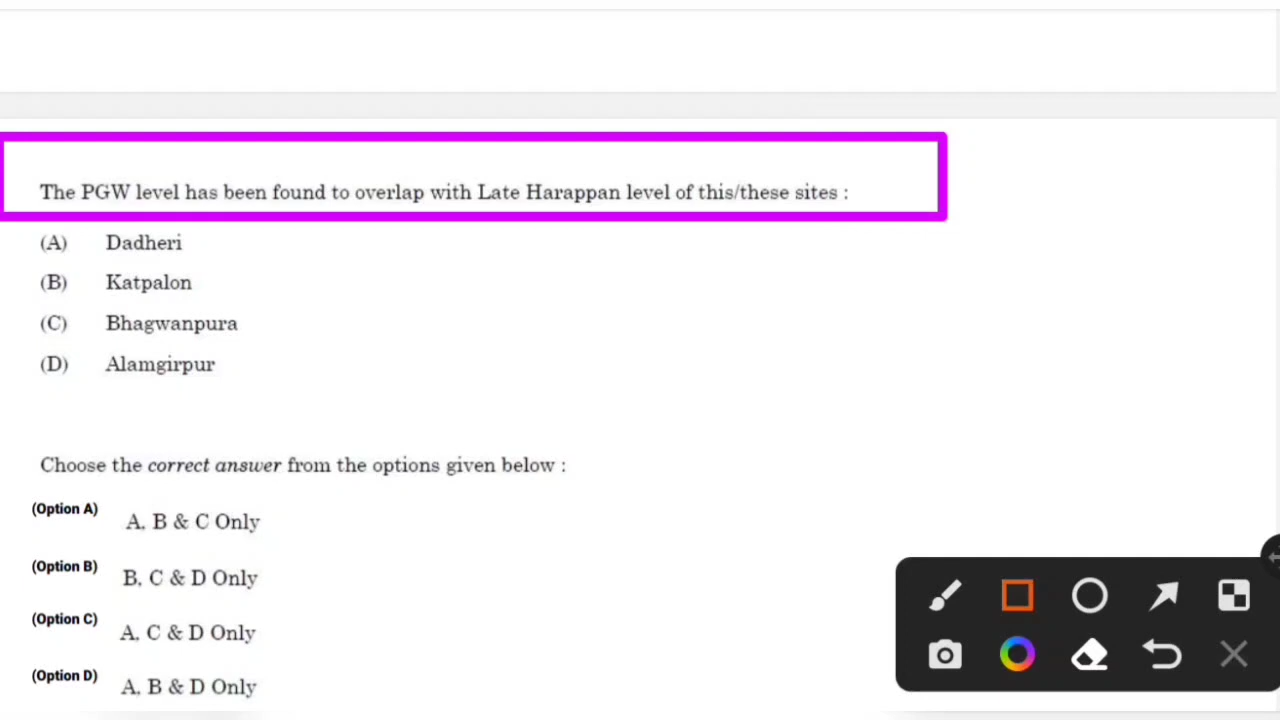 The PGW level has been found to overlap with Late Harappan level of this/these sites :
(A) Dadheri
(B) Katpalon
(C) Bhagwanpura
(D) Alamgirpur
Choose the correct answer from the options given below :
(Option A) A, B & C Only
(Option B) B, C & D Only
(Option C) A, C & D Only
(Option D) A, B & D Only